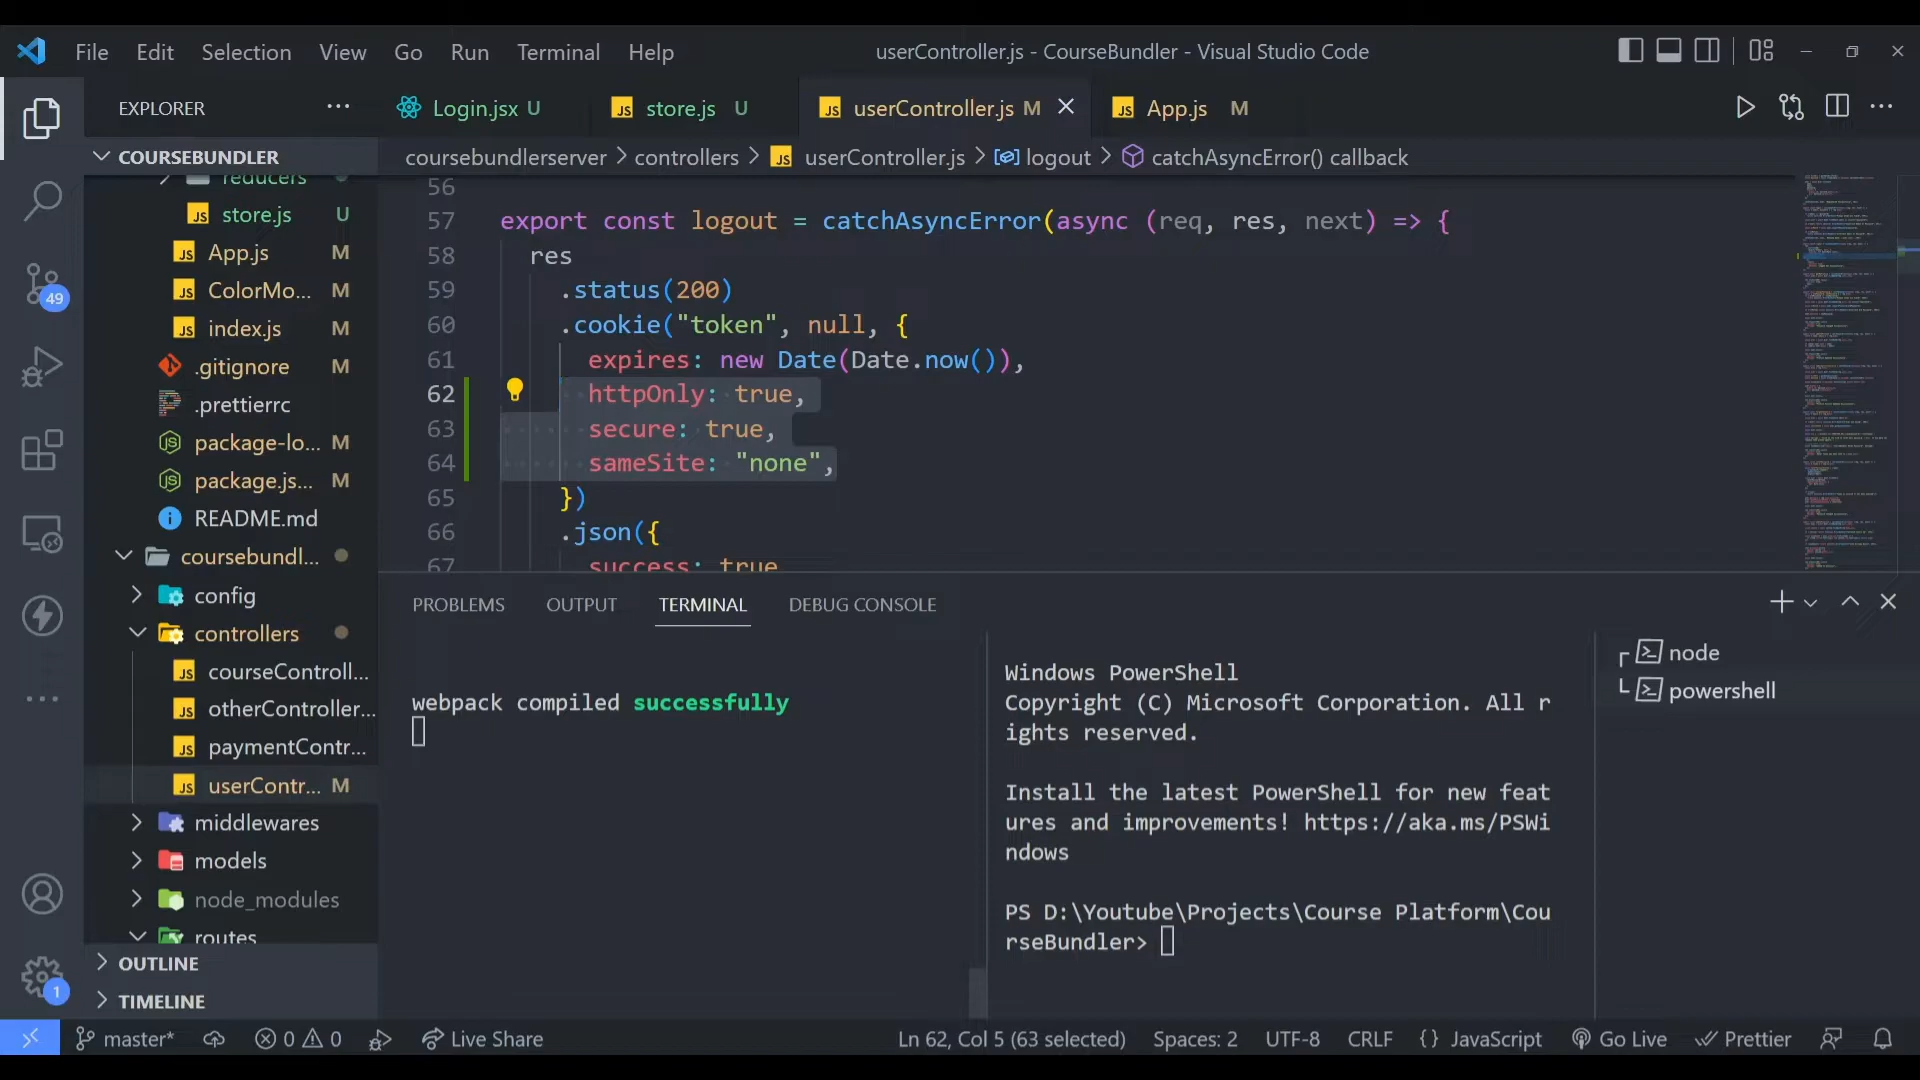 File Edit Selection View Go Run Terminal Help
userController.js - CourseBundler - Visual Studio Code
EXPLORER
Login.jsx U
store.js U
userController.js M
App.js M
COURSEBUNDLER
coursebundlerserver > controllers > userController.js > logout > catchAsyncError() callback
reducers
store.js U
App.js M
ColorMo... M
index.js M
.gitignore M
.prettierrc
package-lo... M
package.js... M
README.md
coursebundl...
config
controllers
courseControll...
otherController...
paymentContr...
userContr... M
middlewares
models
node_modules
routes
OUTLINE
TIMELINE
49
1
56
57 export const logout = catchAsyncError(async (req, res, next) => {
58 res
59 .status(200)
60 .cookie("token", null, {
61 expires: new Date(Date.now()),
62 httpOnly: true,
63 secure: true,
64 sameSite: "none",
65 })
66 .json({
67 success: true
PROBLEMS OUTPUT TERMINAL DEBUG CONSOLE
webpack compiled successfully
Windows PowerShell
Copyright (C) Microsoft Corporation. All r
ights reserved.
Install the latest PowerShell for new feat
ures and improvements! https://aka.ms/PSWi
ndows
PS D:\Youtube\Projects\Course Platform\Cou
rseBundler>
node
powershell
master* 0 0 Live Share
Ln 62, Col 5 (63 selected) Spaces: 2 UTF-8 CRLF {} JavaScript Go Live Prettier